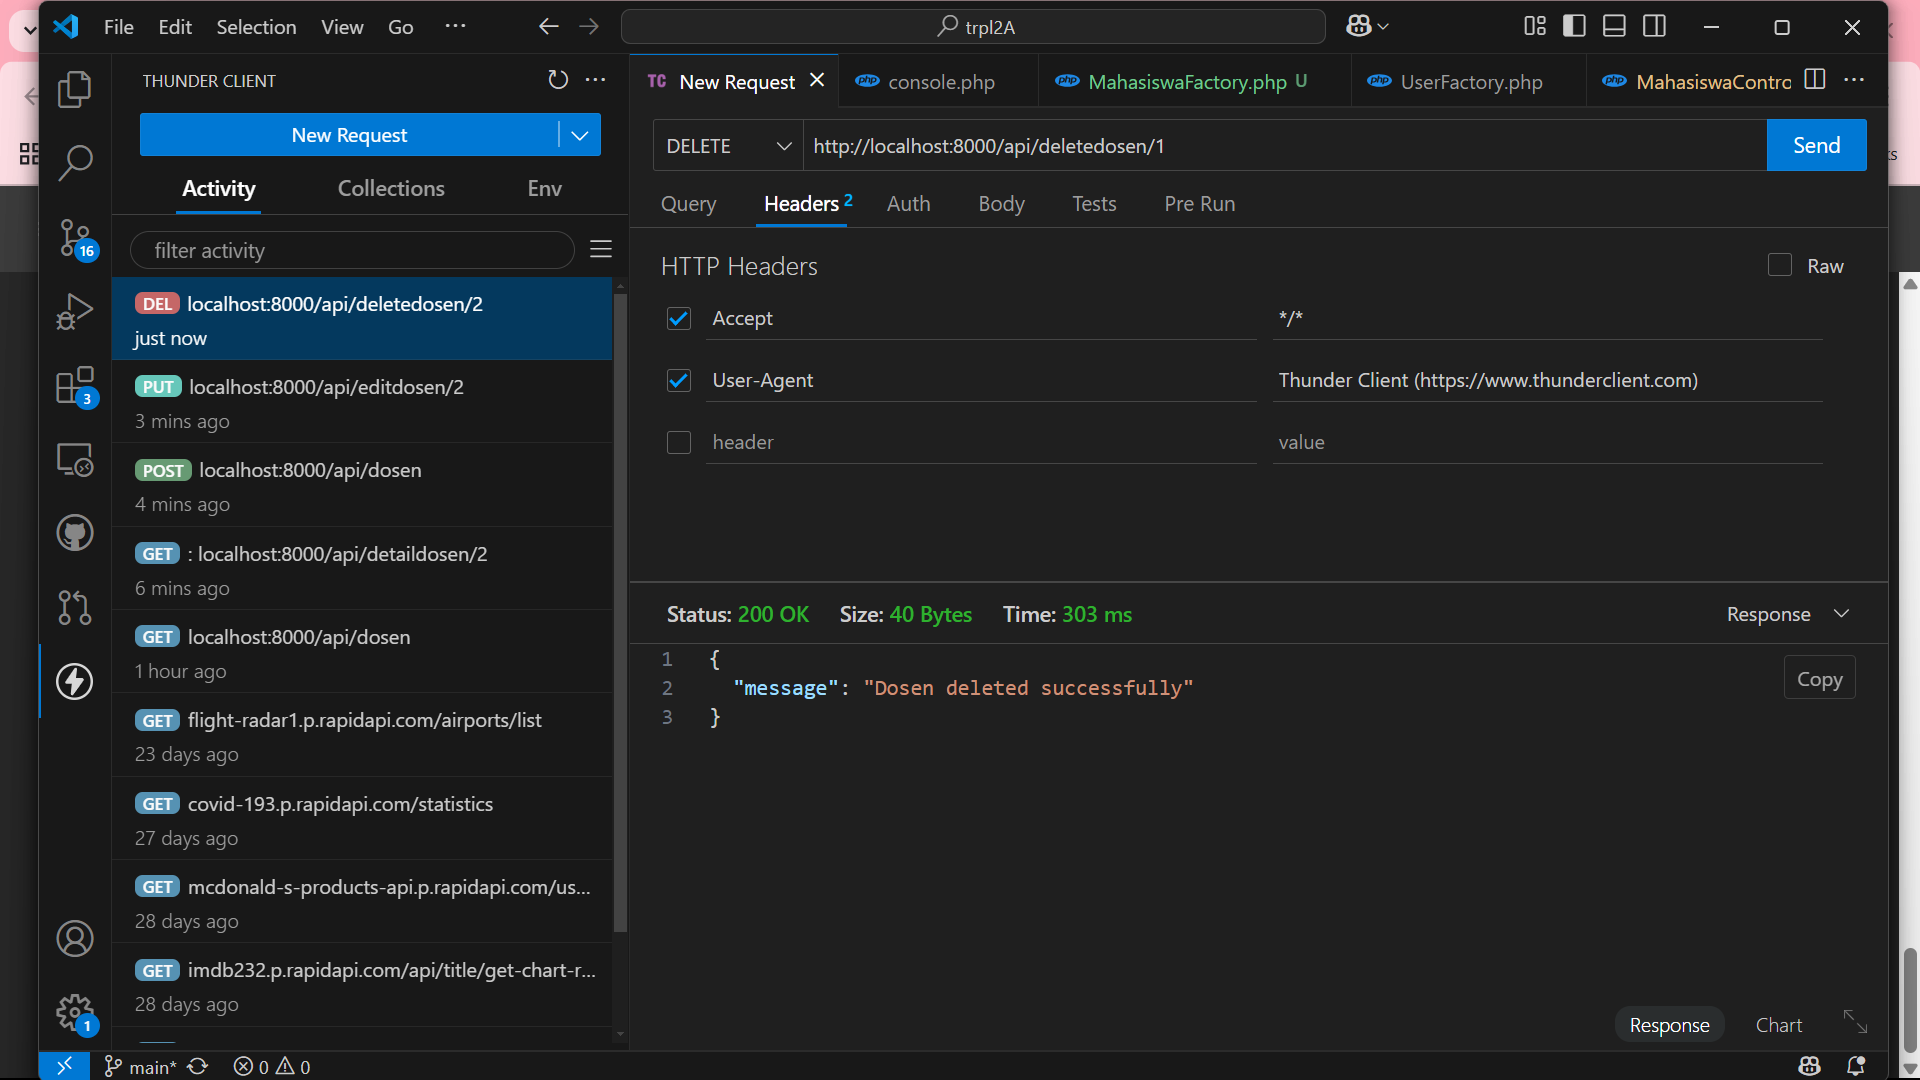 File Edit Selection View Go ···
trpl2A
THUNDER CLIENT
New Request
Activity Collections Env
filter activity
DEL localhost:8000/api/deletedosen/2
just now
PUT localhost:8000/api/editdosen/2
3 mins ago
POST localhost:8000/api/dosen
4 mins ago
GET : localhost:8000/api/detaildosen/2
6 mins ago
GET localhost:8000/api/dosen
1 hour ago
GET flight-radar1.p.rapidapi.com/airports/list
23 days ago
GET covid-193.p.rapidapi.com/statistics
27 days ago
GET mcdonald-s-products-api.p.rapidapi.com/us...
28 days ago
GET imdb232.p.rapidapi.com/api/title/get-chart-r...
28 days ago
16
3
1
TC New Request console.php MahasiswaFactory.php U UserFactory.php MahasiswaContro
DELETE http://localhost:8000/api/deletedosen/1 Send
Query Headers 2 Auth Body Tests Pre Run
HTTP Headers Raw
Accept */*
User-Agent Thunder Client (https://www.thunderclient.com)
header value
Status: 200 OK Size: 40 Bytes Time: 303 ms Response
1 {
2 "message": "Dosen deleted successfully"
3 }
Copy
Response Chart
main* 0 0